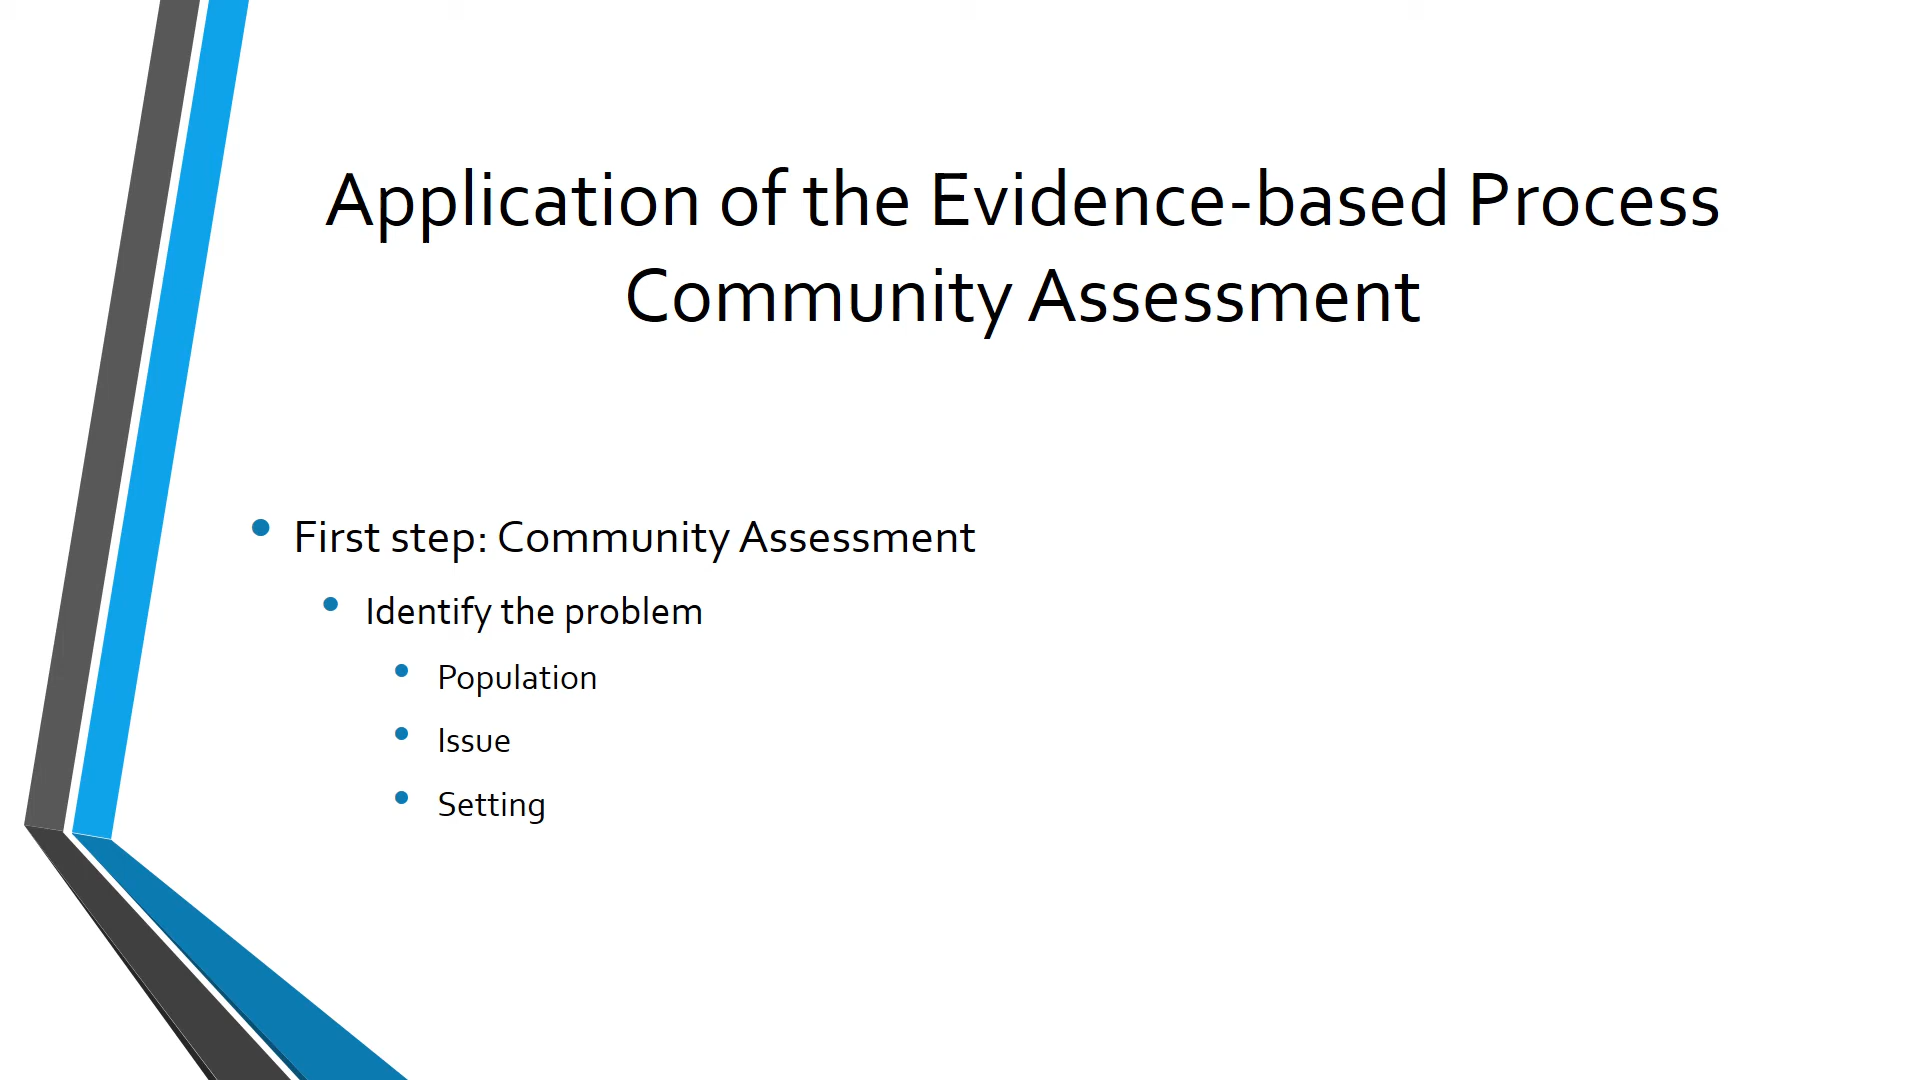 Application of the Evidence-based Process
Community Assessment
First step: Community Assessment
Identify the problem
Population
Issue
Setting